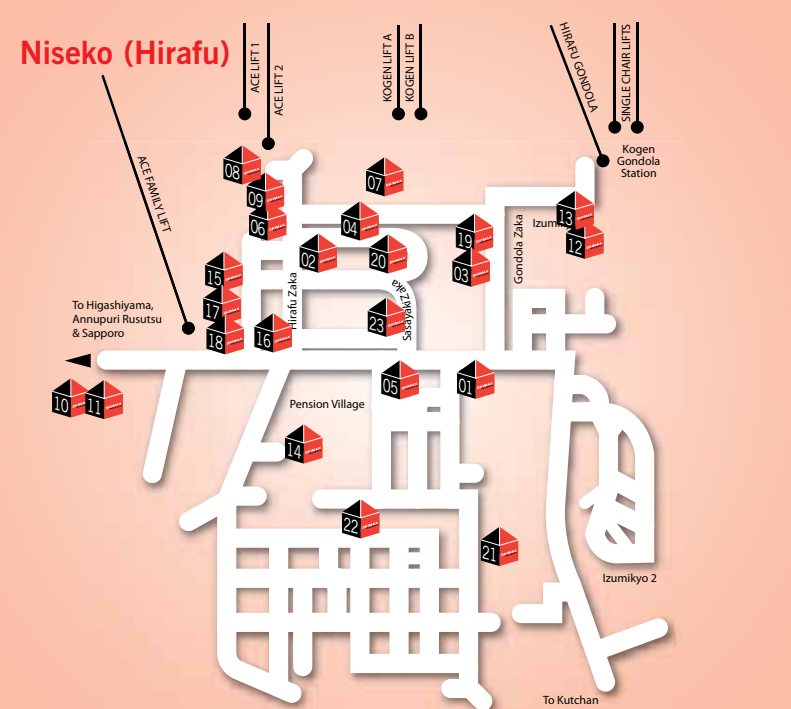 Niseko (Hirafu)
ACE LIFT 1
ACE LIFT 2
KOGEN LIFT A
KOGEN LIFT B
HIRAFU GONDOLA
SINGLE CHAIR LIFTS
Kogen
Gondola
Station
ACE FAMILY LIFT
08
09
06
07
04
02
20
19
03
13
12
Gondola Zaka
15
17
18
16
Hirafu Zaka
Sasayaki Zaka
23
To Higashiyama,
Annupuri Rusutsu
& Sapporo
10
11
05
01
Pension Village
14
22
21
Izumikyo 2
To Kutchan